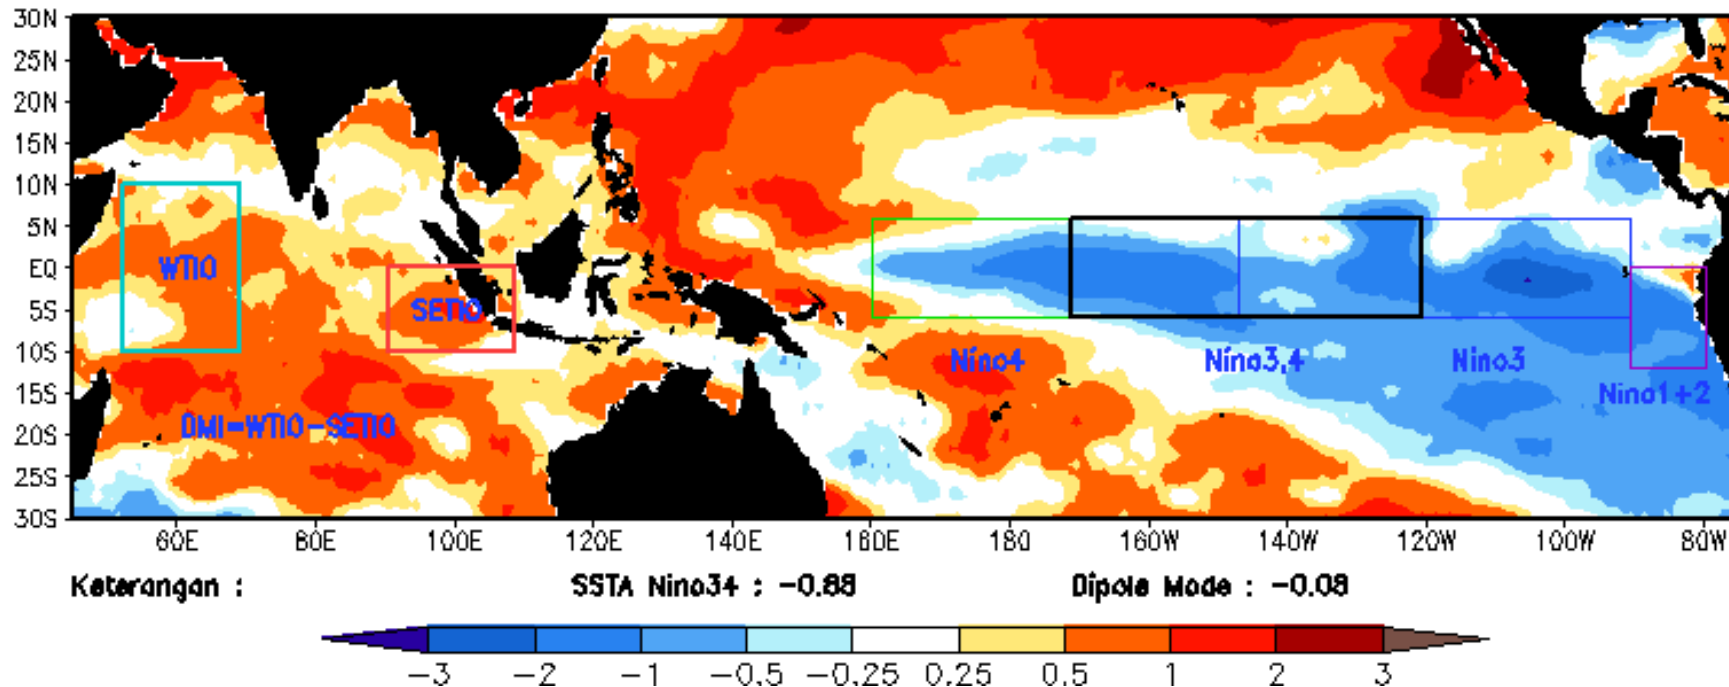 30N
25N
20N
15N
10N
5N
EQ
5S
10S
15S
20S
25S
30S
WTIO
SETIO
Nino4
Nino3,4
Nino3
Nino1+2
DMI=WTIO-SETIO
60E 80E 100E 120E 140E 160E 180 160W 140W 120W 100W 80W
Keterangan : SSTA Nino34 : -0.88 Dipole Mode : -0.08
-3 -2 -1 -0.5 -0.25 0.25 0.5 1 2 3